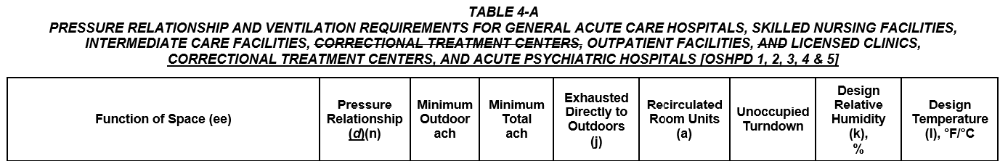 TABLE 4-A
PRESSURE RELATIONSHIP AND VENTILATION REQUIREMENTS FOR GENERAL ACUTE CARE HOSPITALS, SKILLED NURSING FACILITIES,
INTERMEDIATE CARE FACILITIES, CORRECTIONAL TREATMENT CENTERS, OUTPATIENT FACILITIES, AND LICENSED CLINICS,
CORRECTIONAL TREATMENT CENTERS, AND ACUTE PSYCHIATRIC HOSPITALS [OSHPD 1, 2, 3, 4 & 5]
Function of Space (ee)
Pressure
Relationship
(d)(n)
Minimum
Outdoor
ach
Minimum
Total
ach
Exhausted
Directly to
Outdoors
(j)
Recirculated
Room Units
(a)
Unoccupied
Turndown
Design
Relative
Humidity
(k),
%
Design
Temperature
(l), °F/°C